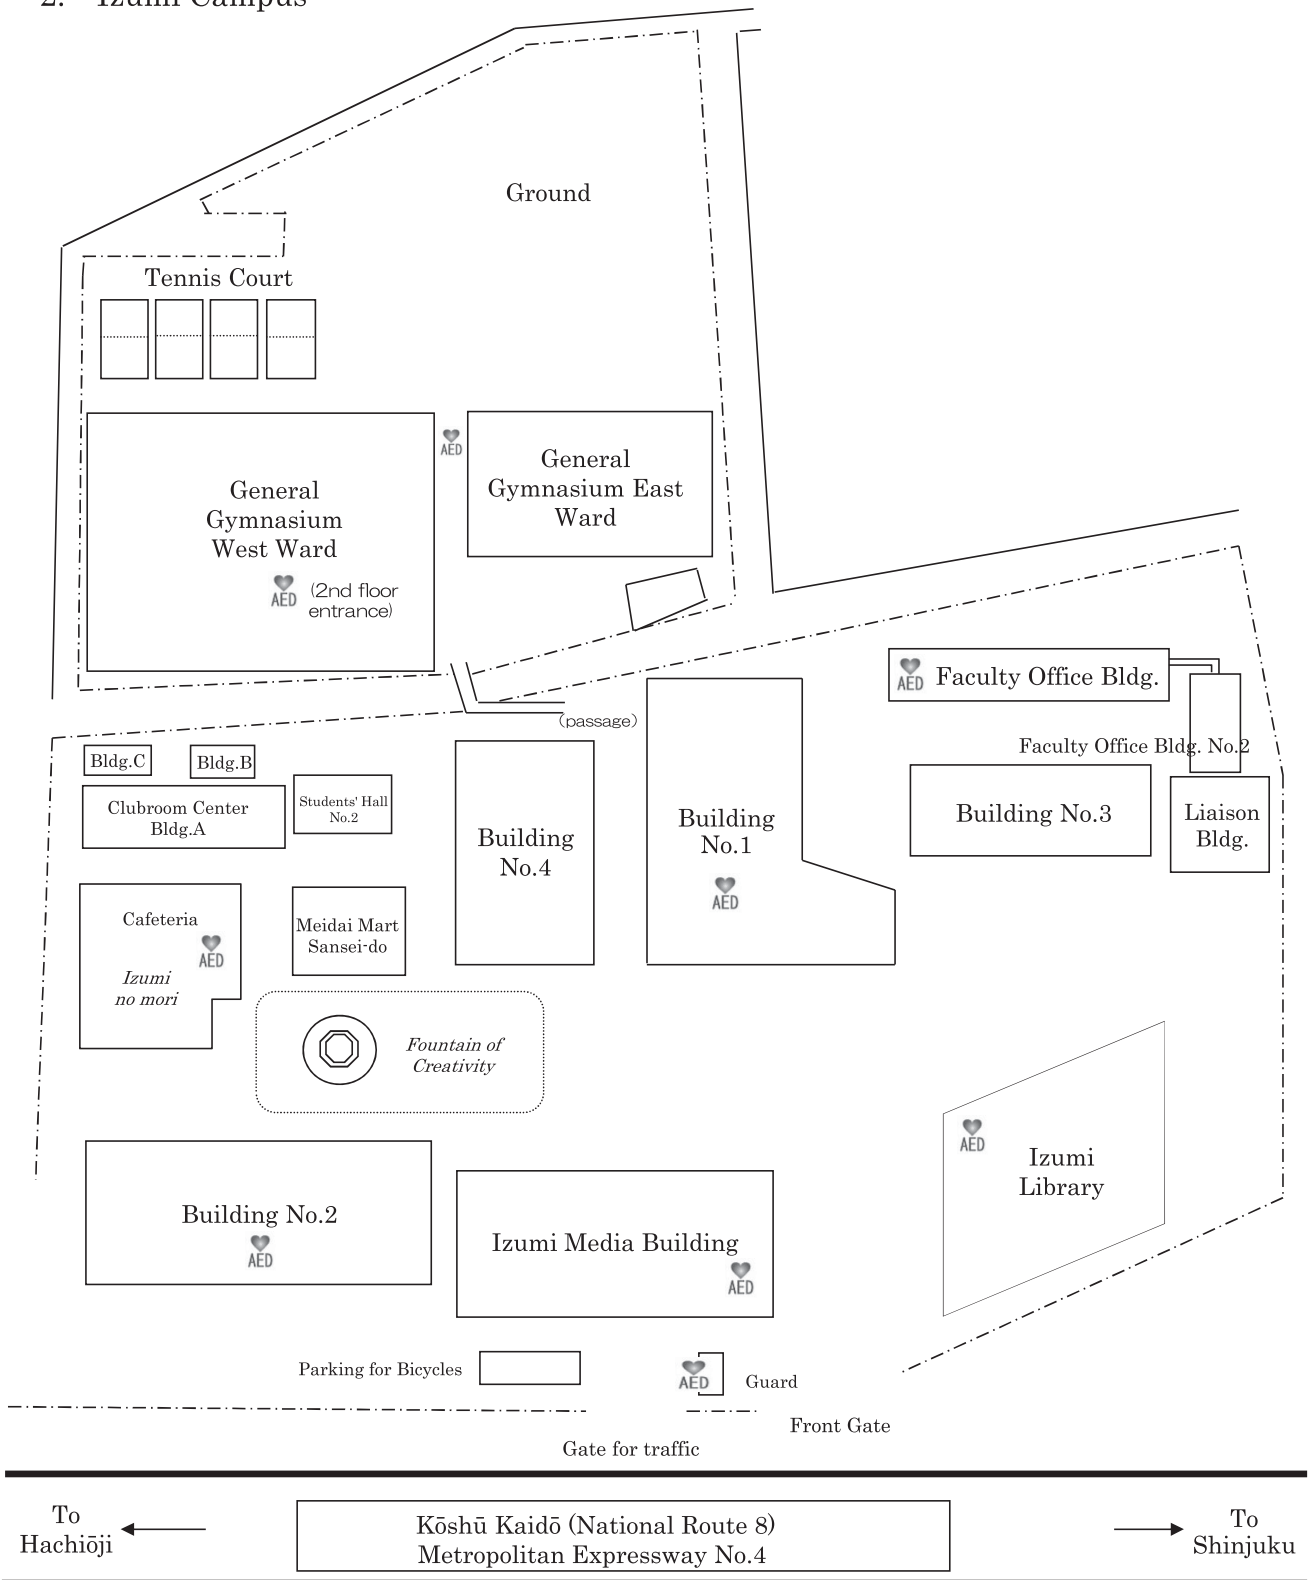 2. Izumi Campus
Ground
Tennis Court
AED
General
Gymnasium East
Ward
General
Gymnasium
West Ward
AED
(2nd floor
entrance)
(passage)
AED
Faculty Office Bldg.
Faculty Office Bldg. No.2
Bldg.C
Bldg.B
Clubroom Center
Bldg.A
Students' Hall
No.2
Building
No.4
Building
No.1
AED
Building No.3
Liaison
Bldg.
Cafeteria
AED
Izumi
no mori
Meidai Mart
Sansei-do
Fountain of
Creativity
AED
Izumi
Library
Building No.2
AED
Izumi Media Building
AED
Parking for Bicycles
AED
Guard
Front Gate
Gate for traffic
To
Hachiōji
Kōshū Kaidō (National Route 8)
Metropolitan Expressway No.4
To
Shinjuku